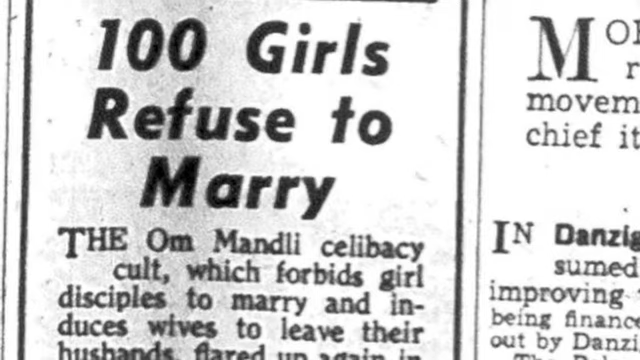 100 Girls
Refuse to
Marry
THE Om Mandli celibacy
cult, which forbids girl
disciples to marry and in-
duces wives to leave their
husbands, flared up again in
movem
chief it
IN Danzig
sumed
improving
being finance
out by Danzi